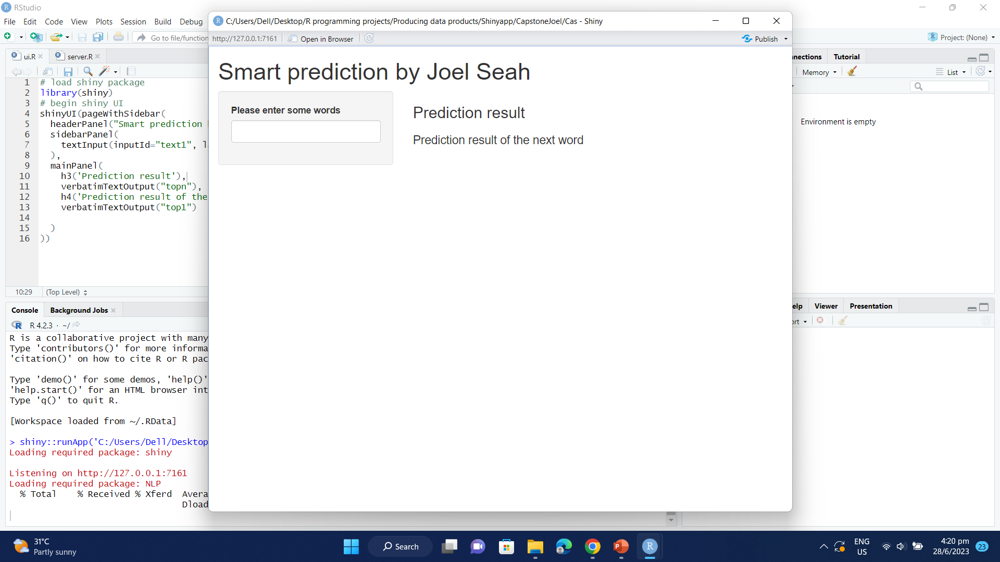 RStudio
File Edit Code View Plots Session Build Debug
Go to file/function
Project: (None)
ui.R
server.R
1 # load shiny package
2 library(shiny)
3 # begin shiny UI
4 shinyUI(pageWithSidebar(
5 headerPanel("Smart prediction
6 sidebarPanel(
7 textInput(inputId="text1",
8 ),
9 mainPanel(
10 h3('Prediction result'),
11 verbatimTextOutput("topn"),
12 h4('Prediction result of the
13 verbatimTextOutput("top1")
14
15 )
16 ))
10:29 (Top Level)
Console Background Jobs
R 4.2.3 · ~/
R is a collaborative project with many
Type 'contributors()' for more informa
'citation()' on how to cite R or R pac
Type 'demo()' for some demos, 'help()'
'help.start()' for an HTML browser int
Type 'q()' to quit R.
[Workspace loaded from ~/.RData]
> shiny::runApp('C:/Users/Dell/Desktop
Loading required package: shiny
Listening on http://127.0.0.1:7161
Loading required package: NLP
% Total % Received % Xferd Avera
Dload
C:/Users/Dell/Desktop/R programming projects/Producing data products/Shinyapp/CapstoneJoel/Cas - Shiny
http://127.0.0.1:7161 Open in Browser Publish
Smart prediction by Joel Seah
Please enter some words
Prediction result
Prediction result of the next word
nnections Tutorial
Memory List
Environment is empty
elp Viewer Presentation
ort
31°C
Partly sunny
Search
ENG
US
4:20 pm
28/6/2023
23